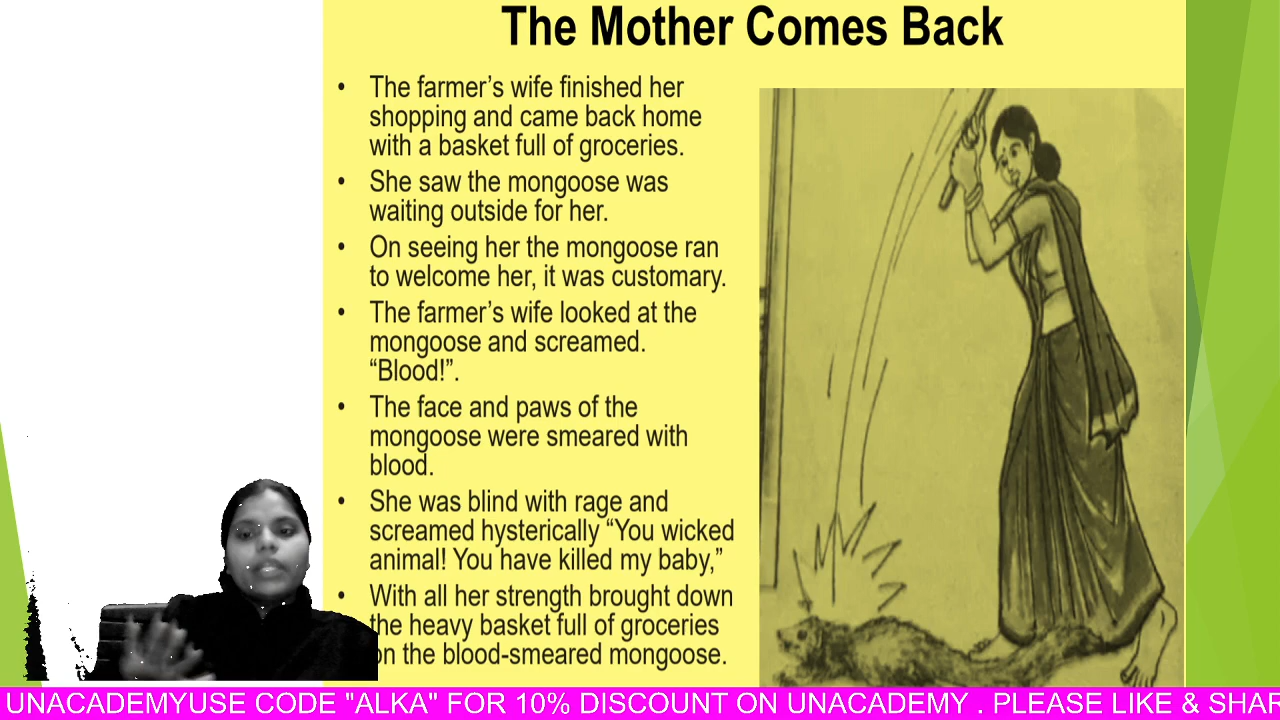 The Mother Comes Back
• The farmer’s wife finished her
shopping and came back home
with a basket full of groceries.
• She saw the mongoose was
waiting outside for her.
• On seeing her the mongoose ran
to welcome her, it was customary.
• The farmer’s wife looked at the
mongoose and screamed.
“Blood!”.
• The face and paws of the
mongoose were smeared with
blood.
• She was blind with rage and
screamed hysterically “You wicked
animal! You have killed my baby,”
• With all her strength brought down
the heavy basket full of groceries
on the blood-smeared mongoose.
UNACADEMYUSE CODE "ALKA" FOR 10% DISCOUNT ON UNACADEMY . PLEASE LIKE & SHAR